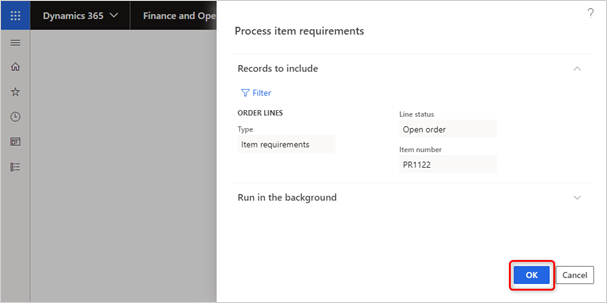 Dynamics 365 Finance and Ope
?
Process item requirements
Records to include
Filter
ORDER LINES
Type
Item requirements
Line status
Open order
Item number
PR1122
Run in the background
OK Cancel